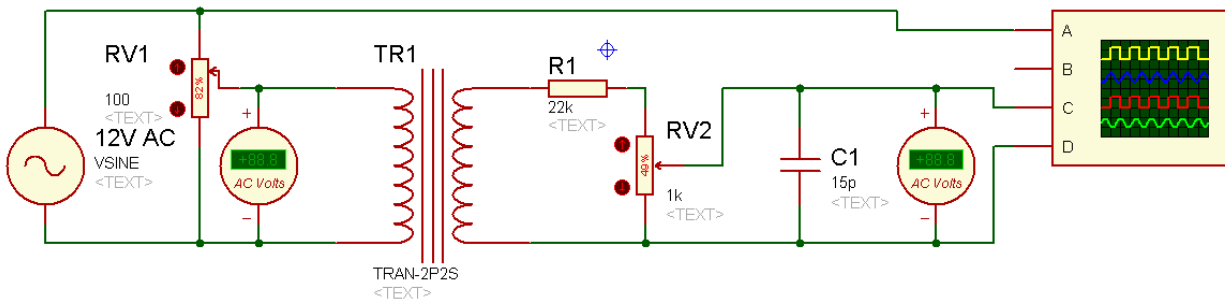 RV1
82%
100
<TEXT>
12V AC
VSINE
<TEXT>
+
+88.8
AC Volts
−
TR1
TRAN-2P2S
<TEXT>
R1
22k
<TEXT>
RV2
49%
1k
<TEXT>
C1
15p
<TEXT>
+
+88.8
AC Volts
−
A
B
C
D